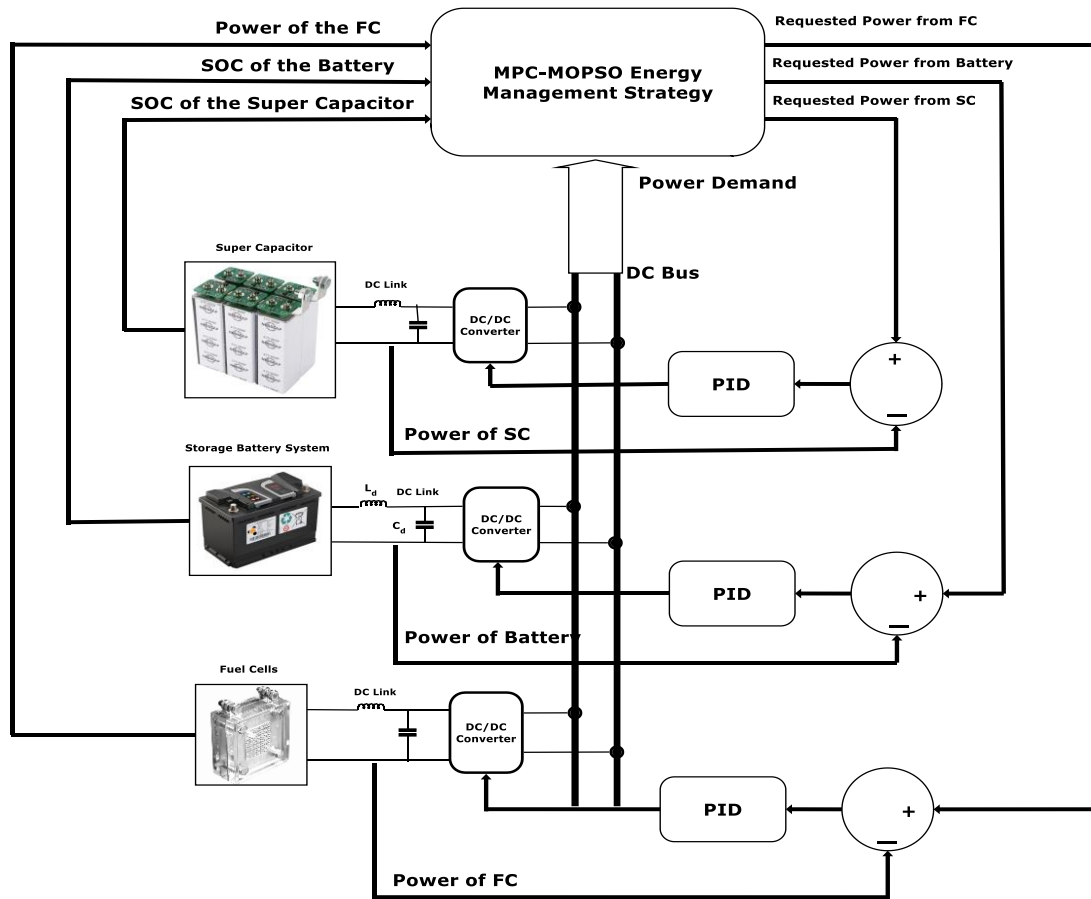 Power of the FC
SOC of the Battery
SOC of the Super Capacitor
MPC-MOPSO Energy
Management Strategy
Requested Power from FC
Requested Power from Battery
Requested Power from SC
Power Demand
DC Bus
Super Capacitor
DC Link
DC/DC
Converter
PID
+
—
Power of SC
Storage Battery System
Ld
DC Link
Cd
DC/DC
Converter
PID
+
—
Power of Battery
Fuel Cells
DC Link
DC/DC
Converter
PID
+
—
Power of FC